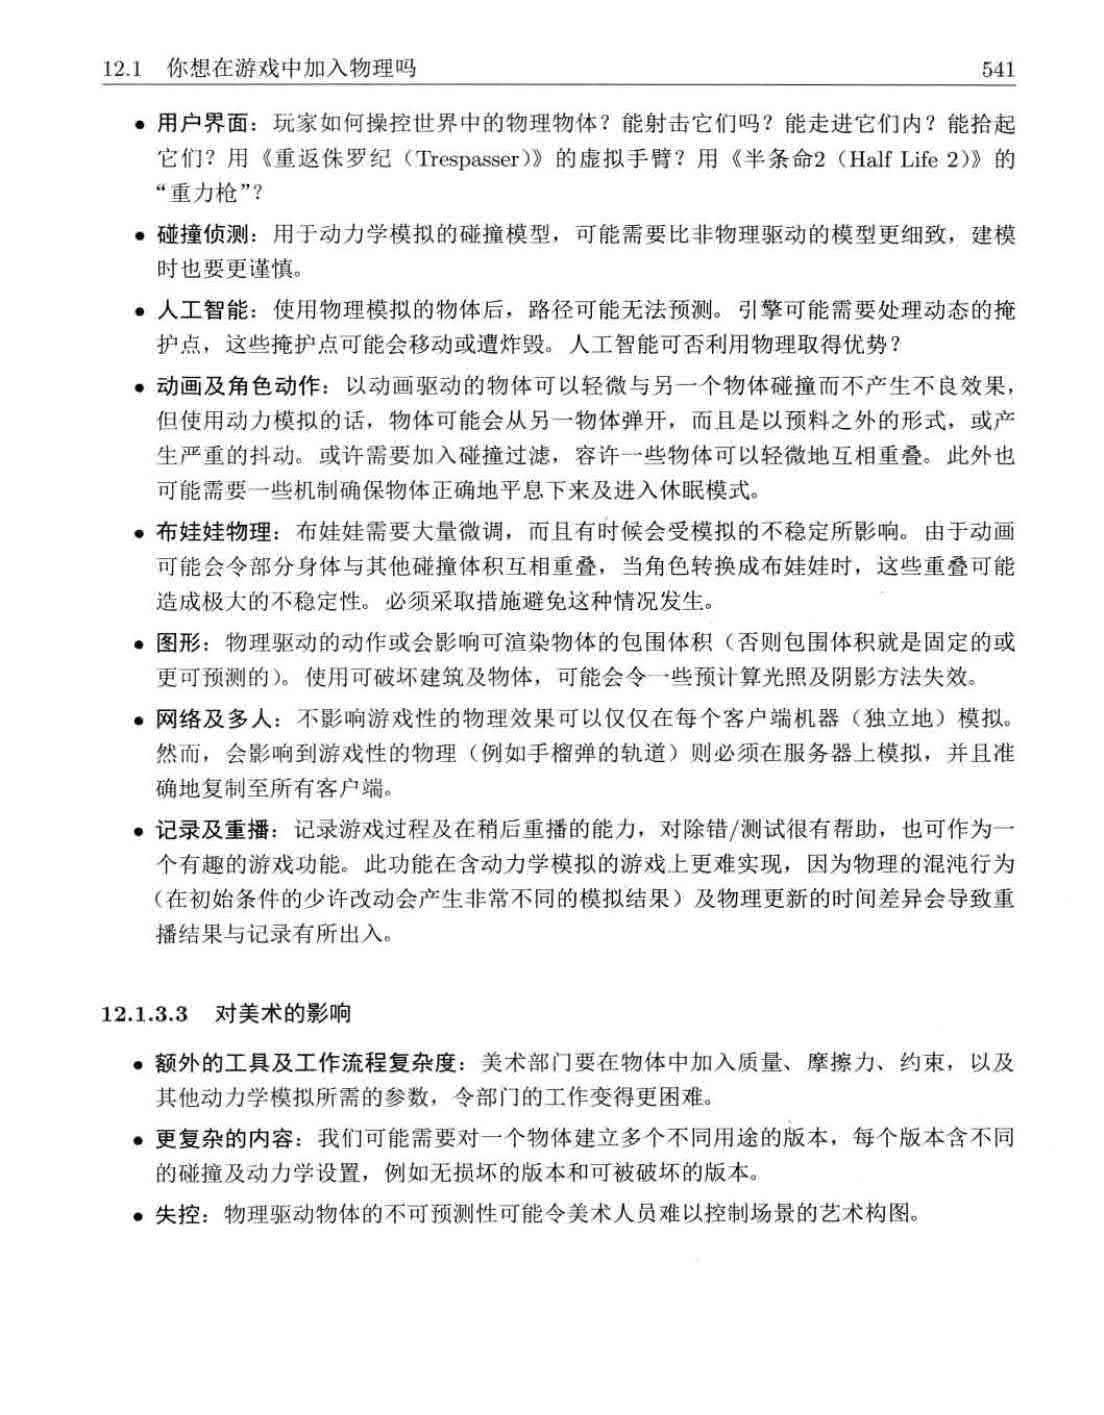 12.1 你想在游戏中加入物理吗 541
● 用户界面：玩家如何操控世界中的物理物体？能射击它们吗？能走进它们内？能拾起
它们？用《重返侏罗纪（Trespasser）》的虚拟手臂？用《半条命2（Half Life 2）》的
“重力枪”？
● 碰撞侦测：用于动力学模拟的碰撞模型，可能需要比非物理驱动的模型更细致，建模
时也要更谨慎。
● 人工智能：使用物理模拟的物体后，路径可能无法预测。引擎可能需要处理动态的掩
护点，这些掩护点可能会移动或遭炸毁。人工智能可否利用物理取得优势？
● 动画及角色动作：以动画驱动的物体可以轻微与另一个物体碰撞而不产生不良效果，
但使用动力模拟的话，物体可能会从另一物体弹开，而且是以预料之外的形式，或产
生严重的抖动。或许需要加入碰撞过滤，容许一些物体可以轻微地互相重叠。此外也
可能需要一些机制确保物体正确地平息下来及进入休眠模式。
● 布娃娃物理：布娃娃需要大量微调，而且有时候会受模拟的不稳定所影响。由于动画
可能会令部分身体与其他碰撞体积互相重叠，当角色转换成布娃娃时，这些重叠可能
造成极大的不稳定性。必须采取措施避免这种情况发生。
● 图形：物理驱动的动作或会影响可渲染物体的包围体积（否则包围体积就是固定的或
更可预测的）。使用可破坏建筑及物体，可能会令一些预计算光照及阴影方法失效。
● 网络及多人：不影响游戏性的物理效果可以仅仅在每个客户端机器（独立地）模拟。
然而，会影响到游戏性的物理（例如手榴弹的轨道）则必须在服务器上模拟，并且准
确地复制至所有客户端。
● 记录及重播：记录游戏过程及在稍后重播的能力，对除错/测试很有帮助，也可作为一
个有趣的游戏功能。此功能在含动力学模拟的游戏上更难实现，因为物理的混沌行为
（在初始条件的少许改动会产生非常不同的模拟结果）及物理更新的时间差异会导致重
播结果与记录有所出入。
12.1.3.3 对美术的影响
● 额外的工具及工作流程复杂度：美术部门要在物体中加入质量、摩擦力、约束，以及
其他动力学模拟所需的参数，令部门的工作变得更困难。
● 更复杂的内容：我们可能需要对一个物体建立多个不同用途的版本，每个版本含不同
的碰撞及动力学设置，例如无损坏的版本和可被破坏的版本。
● 失控：物理驱动物体的不可预测性可能令美术人员难以控制场景的艺术构图。